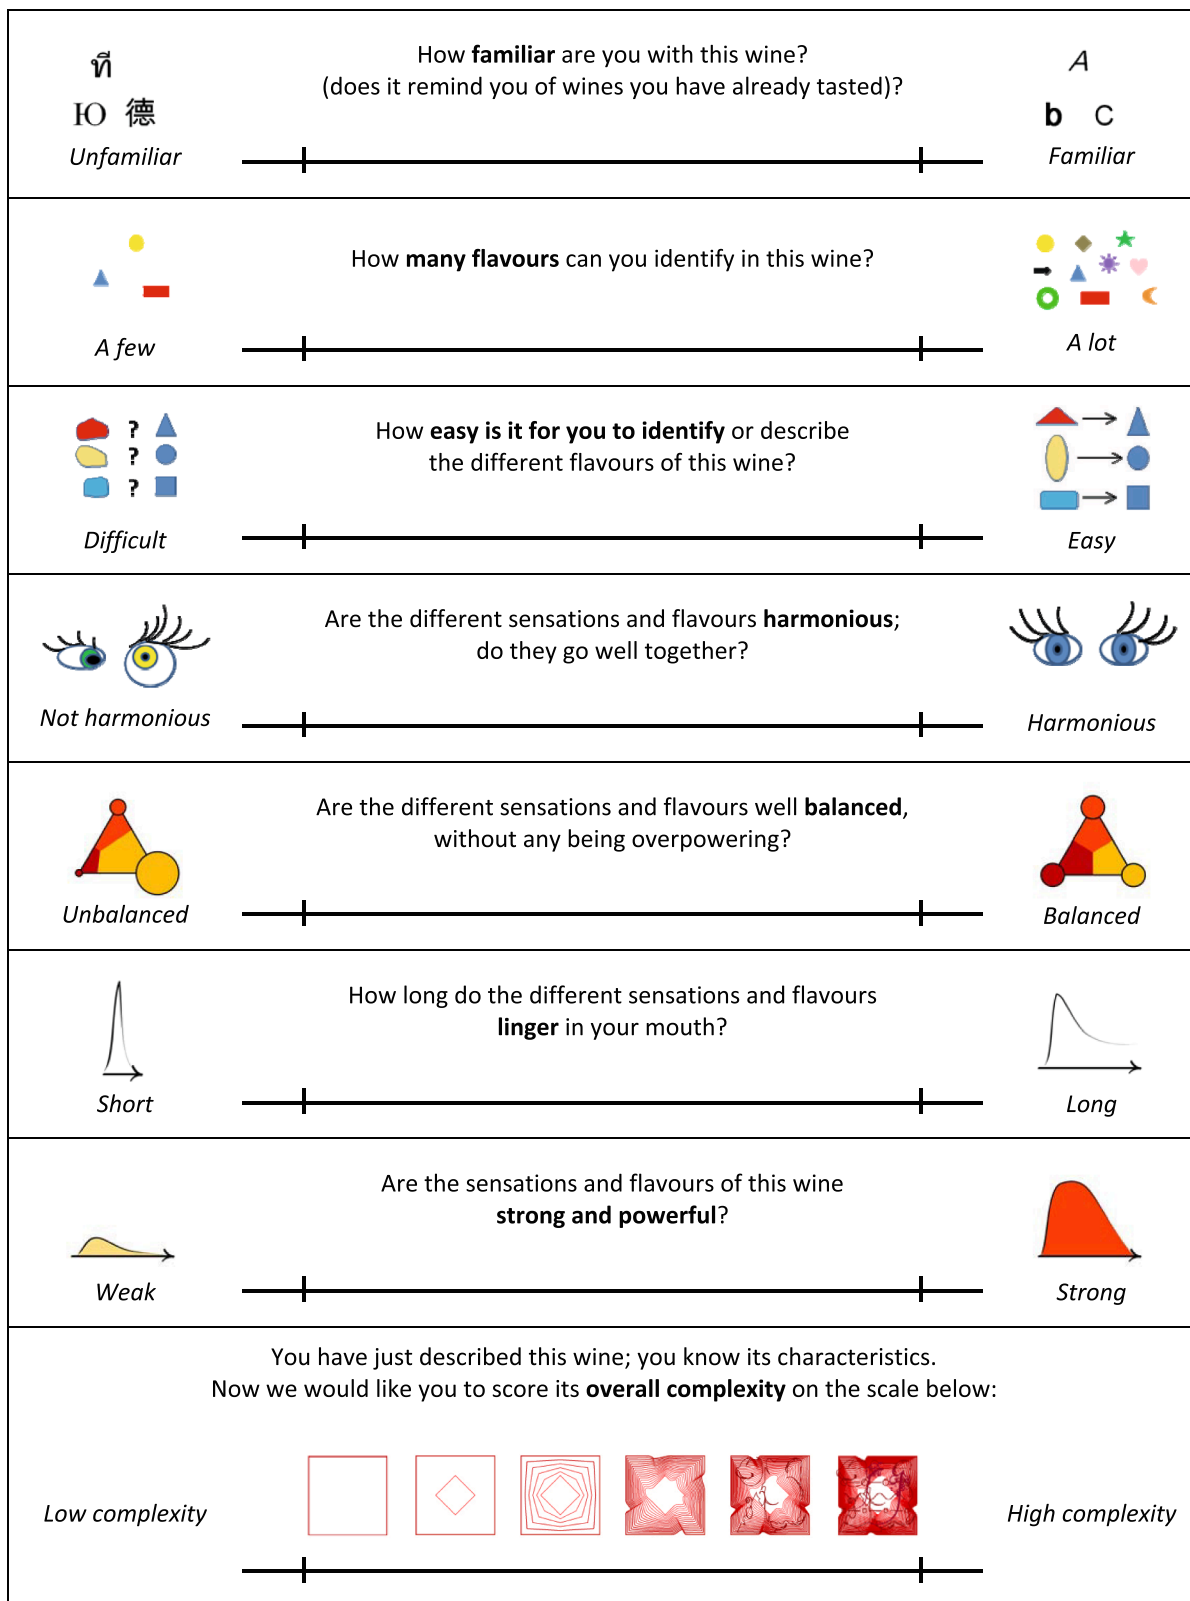 ที
Ю 德
Unfamiliar
How familiar are you with this wine?
(does it remind you of wines you have already tasted)?
A
b C
Familiar
A few
How many flavours can you identify in this wine?
A lot
?
?
?
Difficult
How easy is it for you to identify or describe
the different flavours of this wine?
Easy
Not harmonious
Are the different sensations and flavours harmonious;
do they go well together?
Harmonious
Unbalanced
Are the different sensations and flavours well balanced,
without any being overpowering?
Balanced
Short
How long do the different sensations and flavours
linger in your mouth?
Long
Weak
Are the sensations and flavours of this wine
strong and powerful?
Strong
You have just described this wine; you know its characteristics.
Now we would like you to score its overall complexity on the scale below:
Low complexity
High complexity